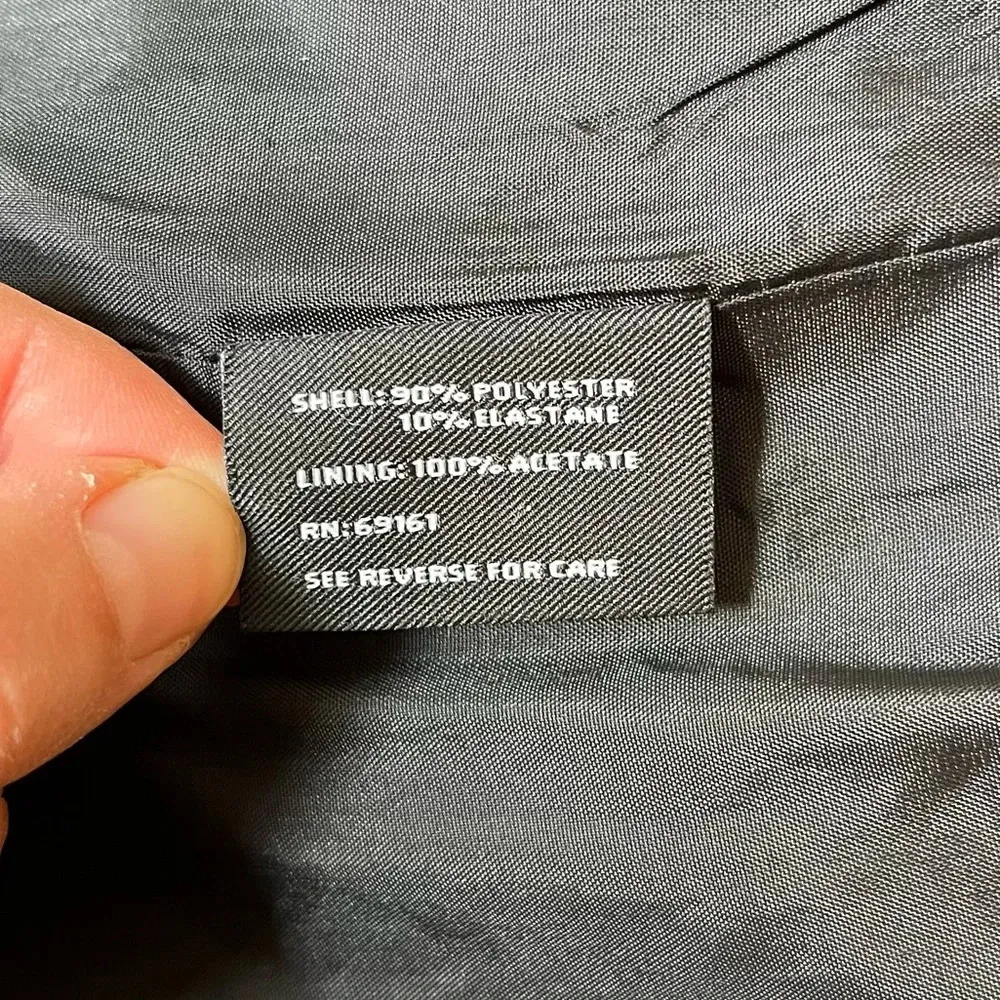 SHELL: 90% POLYESTER
10% ELASTANE
LINING: 100% ACETATE
RN: 69161
SEE REVERSE FOR CARE